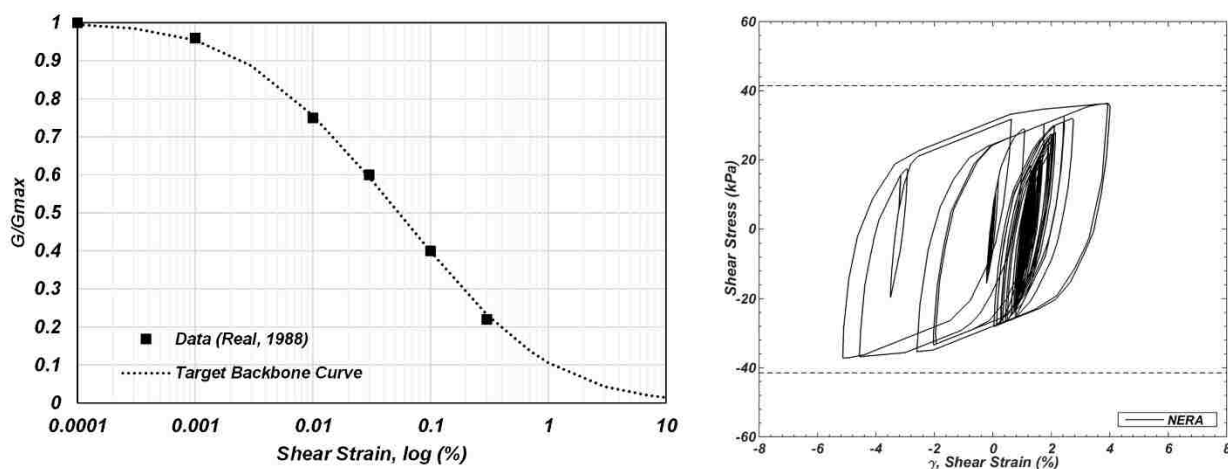 1
0.9
0.8
0.7
0.6
0.5
0.4
0.3
0.2
0.1
0
G/Gmax
Data (Real, 1988)
Target Backbone Curve
0.0001 0.001 0.01 0.1 1 10
Shear Strain, log (%)
60
40
20
0
-20
-40
-60
Shear Stress (kPa)
NERA
-8 -6 -4 -2 0 2 4 6 8
γ, Shear Strain (%)